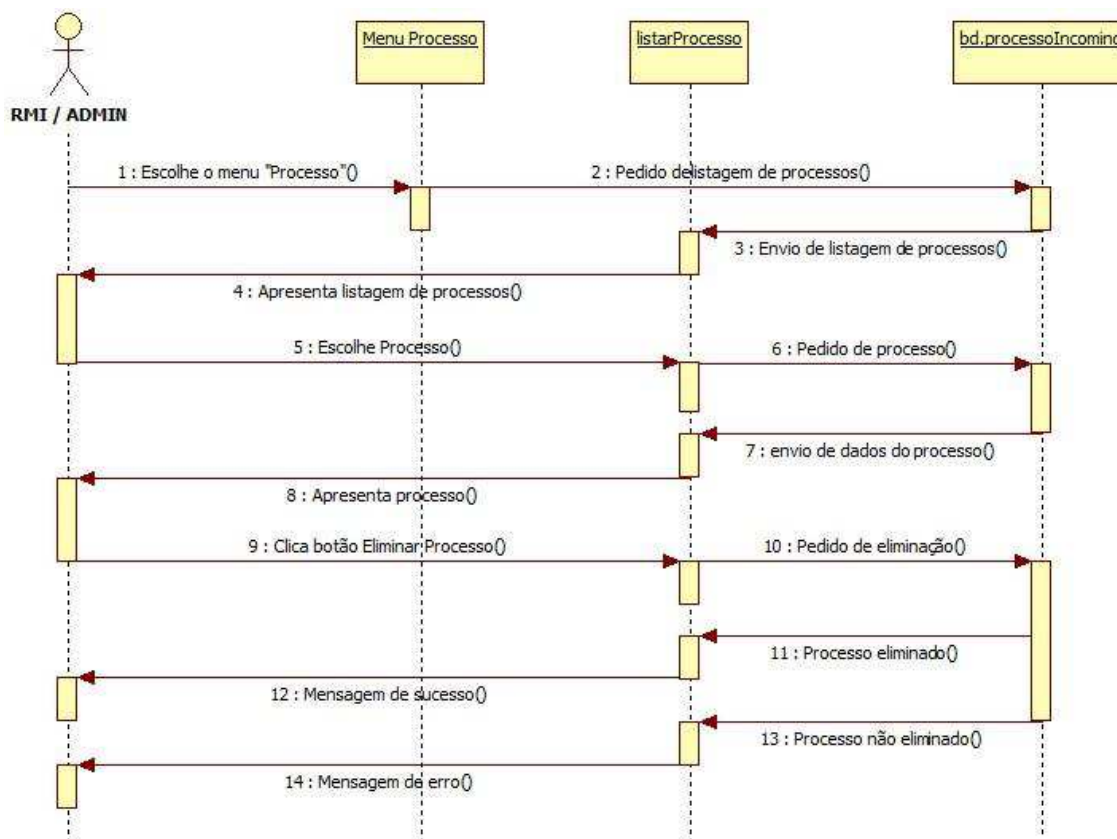 Menu Processo
listarProcesso
bd.processoIncoming
RMI / ADMIN
1 : Escolhe o menu "Processo"()
2 : Pedido de listagem de processos()
3 : Envio de listagem de processos()
4 : Apresenta listagem de processos()
5 : Escolhe Processo()
6 : Pedido de processo()
7 : envio de dados do processo()
8 : Apresenta processo()
9 : Clica botão Eliminar Processo()
10 : Pedido de eliminação()
11 : Processo eliminado()
12 : Mensagem de sucesso()
13 : Processo não eliminado()
14 : Mensagem de erro()